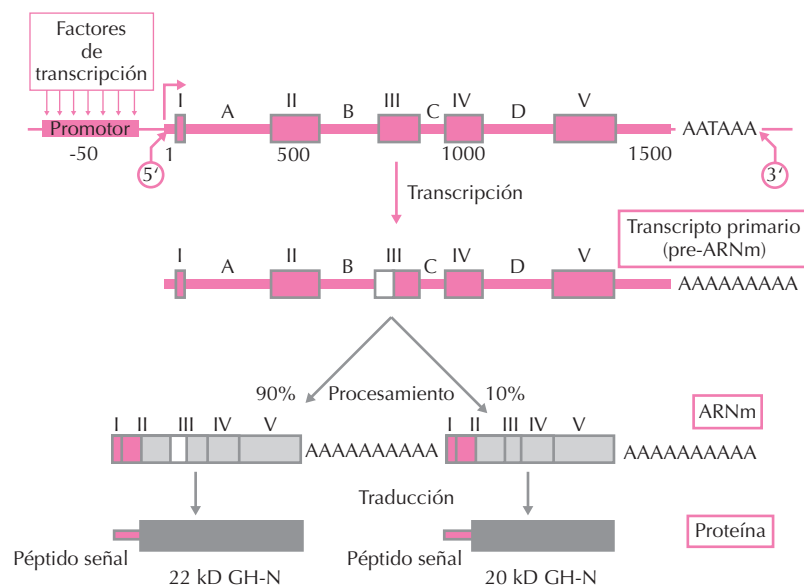 Factores
de
transcripción
I II III IV V
A B C D
Promotor
AATAAA
-50 1 500 1000 1500
5‘ 3‘
Transcripción
Transcripto primario
(pre-ARNm)
I II III IV V
A B C D
AAAAAAAAA
90% Procesamiento 10%
ARNm
I II III IV V
I II III IV V
AAAAAAAAAA
AAAAAAAAAA
Traducción
Proteína
Péptido señal
Péptido señal
22 kD GH-N
20 kD GH-N